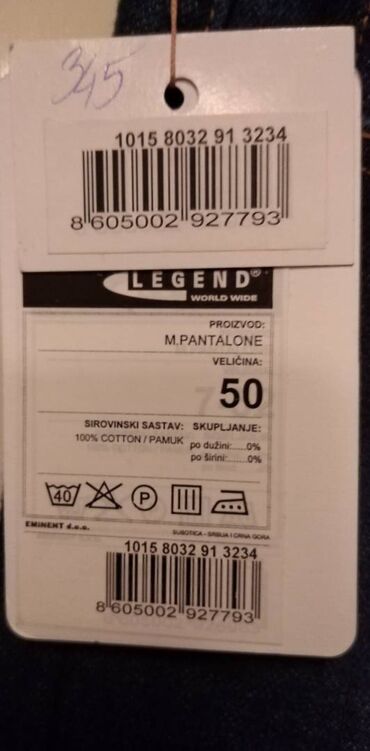 345
1015 8032 91 3234
8 605002 927793
LEGEND®
WORLD WIDE
PROIZVOD:
M.PANTALONE
VELIČINA:
50
SIROVINSKI SASTAV: SKUPLJANJE:
100% COTTON / PAMUK po dužini:.....0%
po širini:.......0%
40 P
EMINENT d.o.o. SUBOTICA - SRBIJA I CRNA GORA
1015 8032 91 3234
8 605002 927793